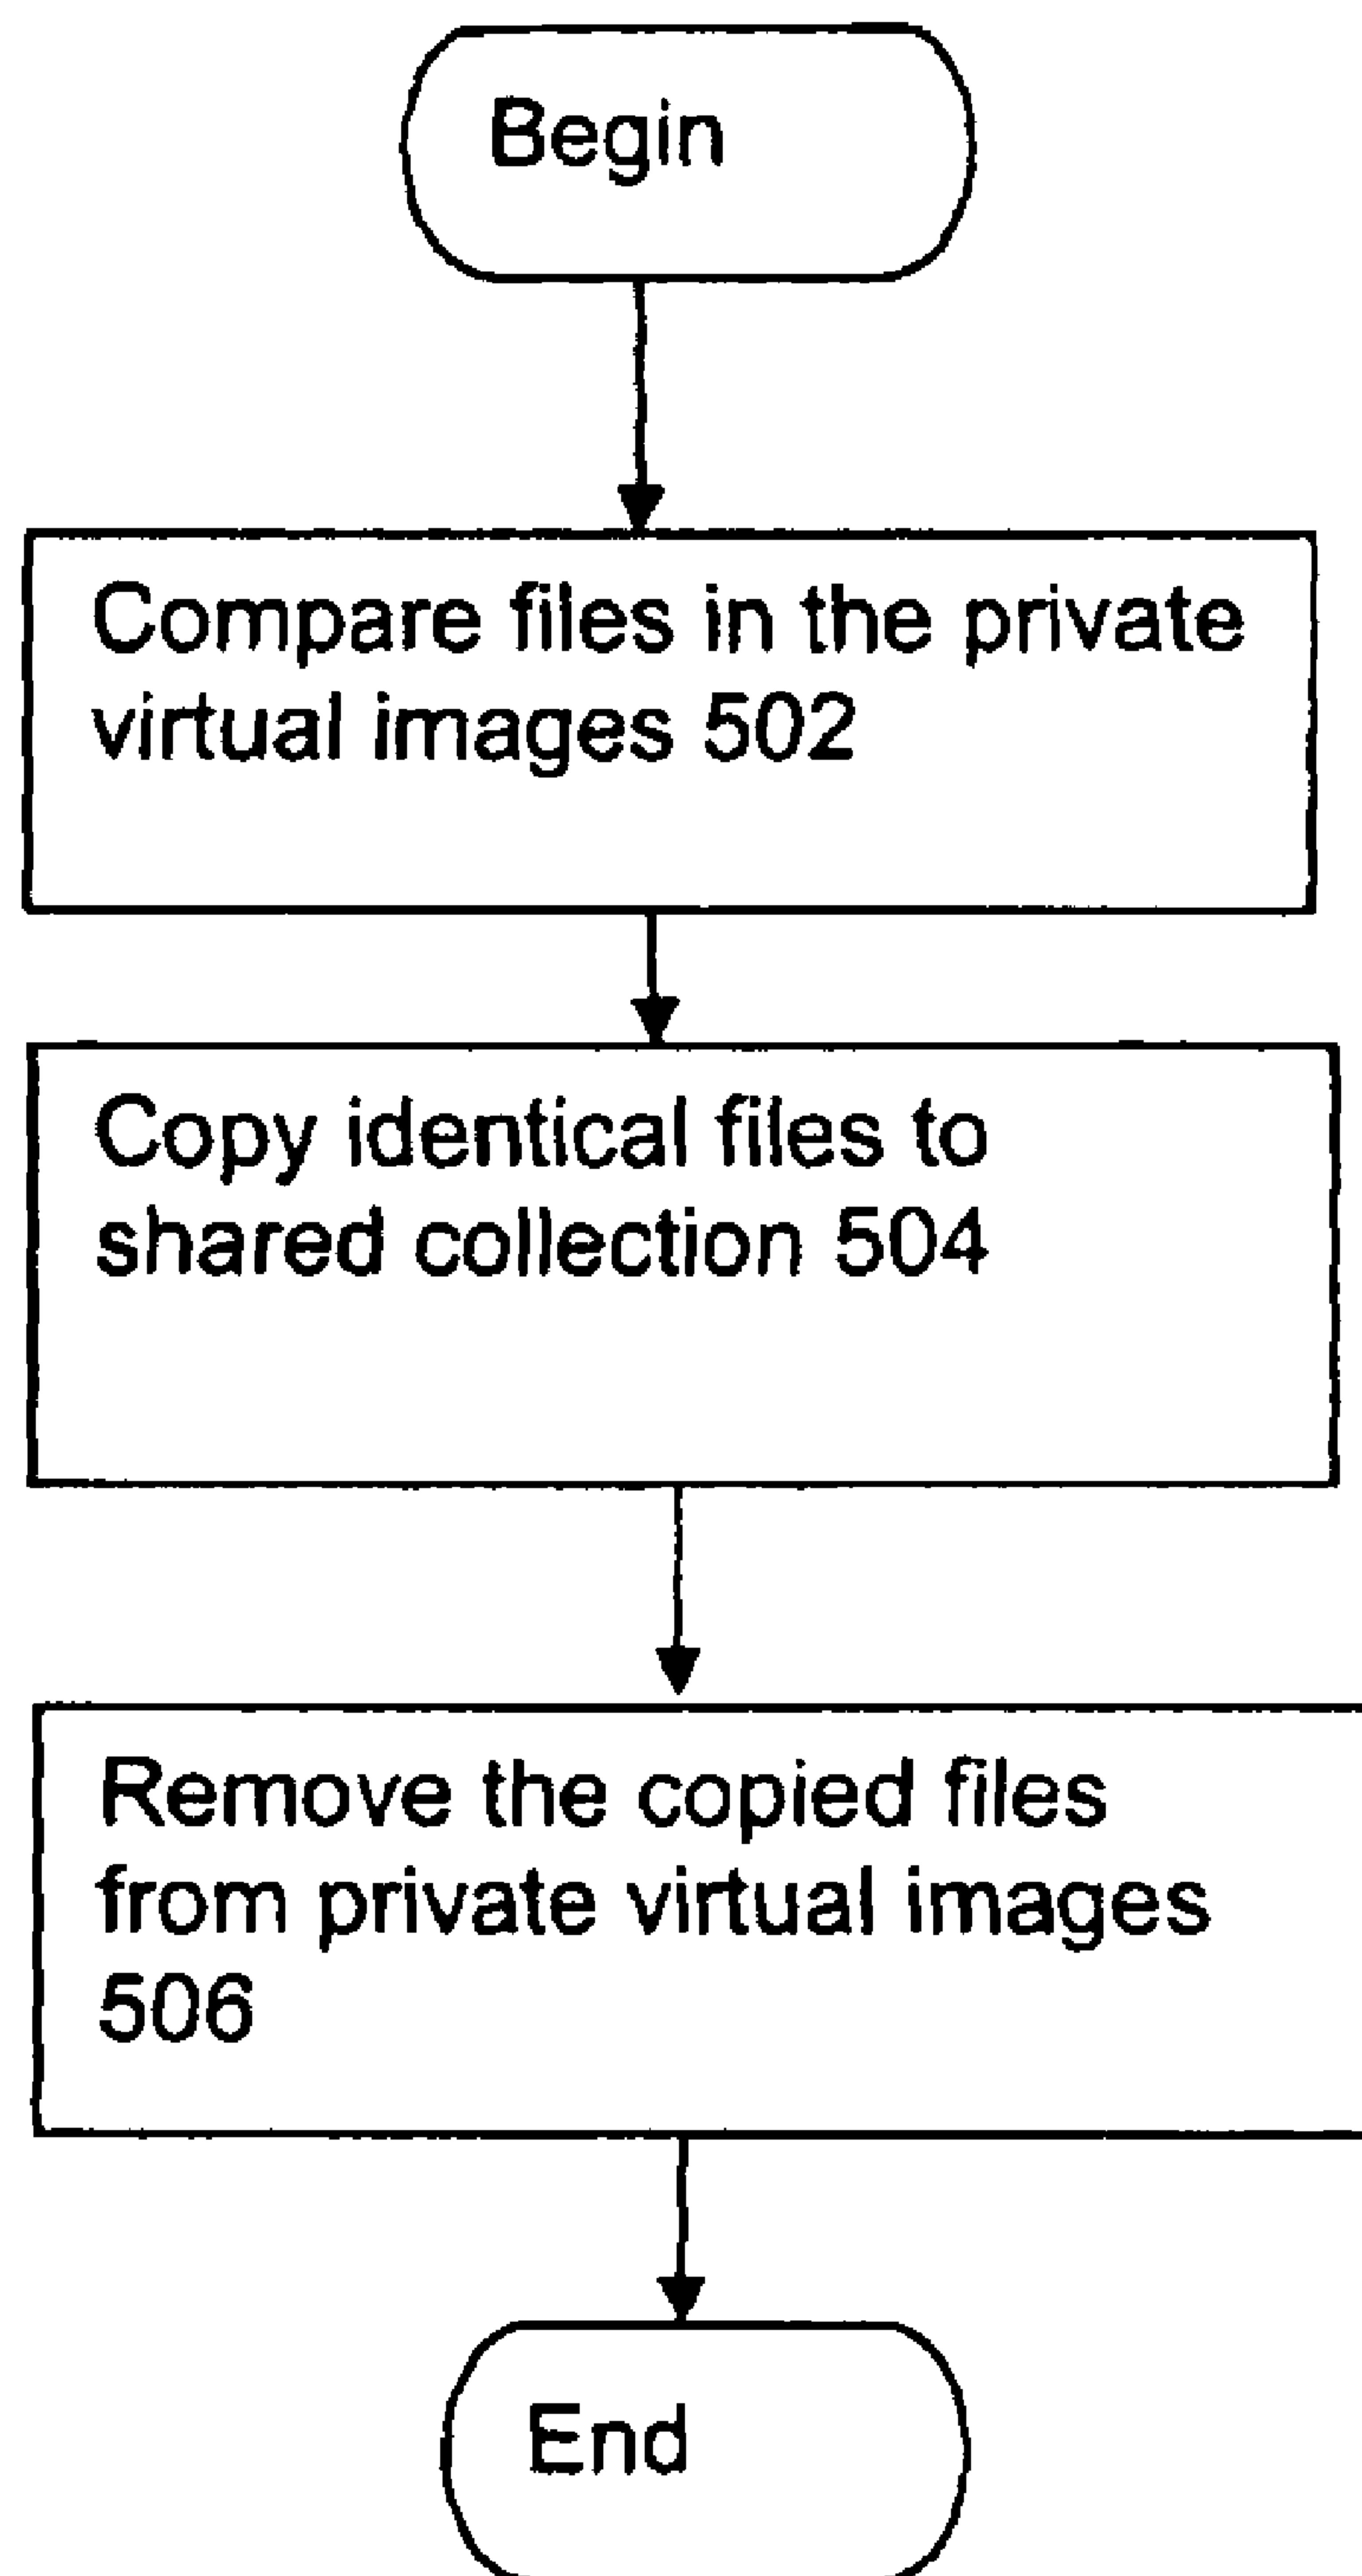 Begin
Compare files in the private
virtual images 502
Copy identical files to
shared collection 504
Remove the copied files
from private virtual images
506
End